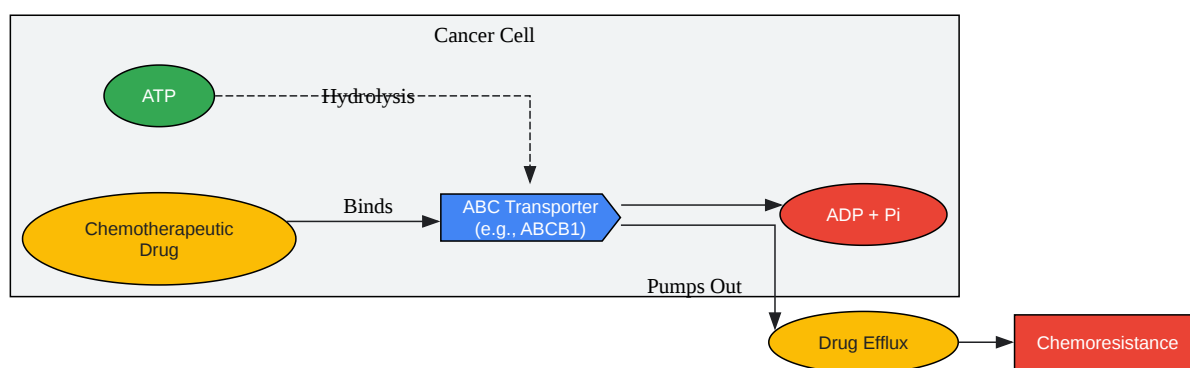 Cancer Cell
ATP
Hydrolysis
Chemotherapeutic
Drug
Binds
ABC Transporter
(e.g., ABCB1)
ADP + Pi
Pumps Out
Drug Efflux
Chemoresistance